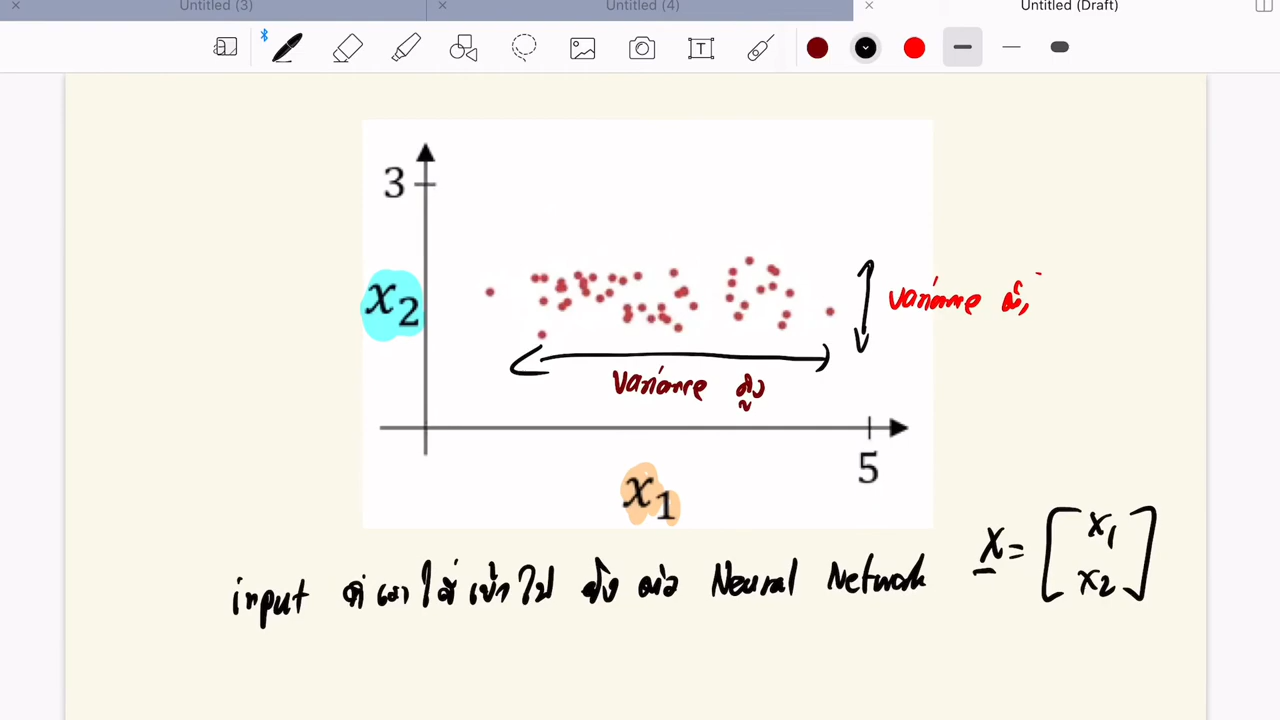 Untitled (3)
Untitled (4)
Untitled (Draft)
T
3
x₂
variance ต่ำ
variance สูง
5
x₁
input ที่เราใส่เข้าไปยัง Neural Network
X = [x₁ x₂]